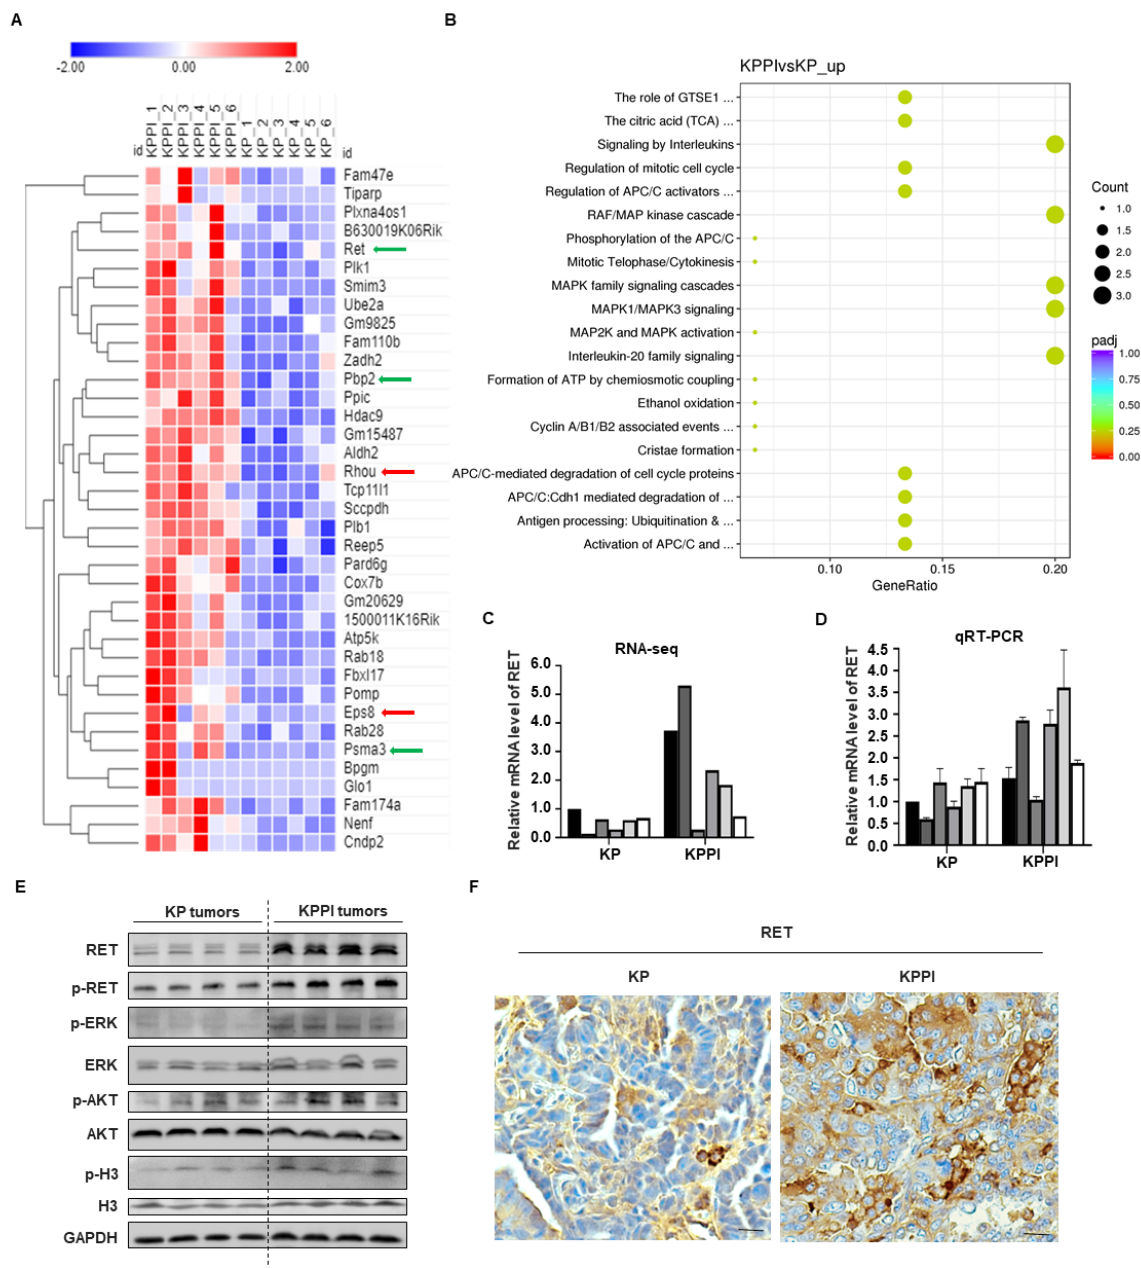 A
-2.00
0.00
2.00
id
KPPI_1
KPPI_2
KPPI_3
KPPI_4
KPPI_5
KPPI_6
KP_1
KP_2
KP_3
KP_4
KP_5
KP_6
id
Fam47e
Tiparp
Plxna4os1
B630019K06Rik
Ret
Plk1
Smim3
Ube2a
Gm9825
Fam110b
Zadh2
Pbp2
Ppic
Hdac9
Gm15487
Aldh2
Rhou
Tcp11l1
Sccpdh
Plb1
Reep5
Pard6g
Cox7b
Gm20629
1500011K16Rik
Atp5k
Rab18
Fbxl17
Pomp
Eps8
Rab28
Psma3
Bpgm
Glo1
Fam174a
Nenf
Cndp2
B
KPPIvsKP_up
The role of GTSE1 ...
The citric acid (TCA) ...
Signaling by Interleukins
Regulation of mitotic cell cycle
Regulation of APC/C activators ...
RAF/MAP kinase cascade
Phosphorylation of the APC/C
Mitotic Telophase/Cytokinesis
MAPK family signaling cascades
MAPK1/MAPK3 signaling
MAP2K and MAPK activation
Interleukin-20 family signaling
Formation of ATP by chemiosmotic coupling
Ethanol oxidation
Cyclin A/B1/B2 associated events ...
Cristae formation
APC/C-mediated degradation of cell cycle proteins
APC/C:Cdh1 mediated degradation of ...
Antigen processing: Ubiquitination & ...
Activation of APC/C and ...
0.10
0.15
0.20
GeneRatio
Count
1.0
1.5
2.0
2.5
3.0
padj
1.00
0.75
0.50
0.25
0.00
C
RNA-seq
Relative mRNA level of RET
6.0
5.0
4.0
3.0
2.0
1.0
0.0
KP
KPPI
D
qRT-PCR
Relative mRNA level of RET
4.5
4.0
3.5
3.0
2.5
2.0
1.5
1.0
0.5
0.0
KP
KPPI
E
KP tumors
KPPI tumors
RET
p-RET
p-ERK
ERK
p-AKT
AKT
p-H3
H3
GAPDH
F
RET
KP
KPPI